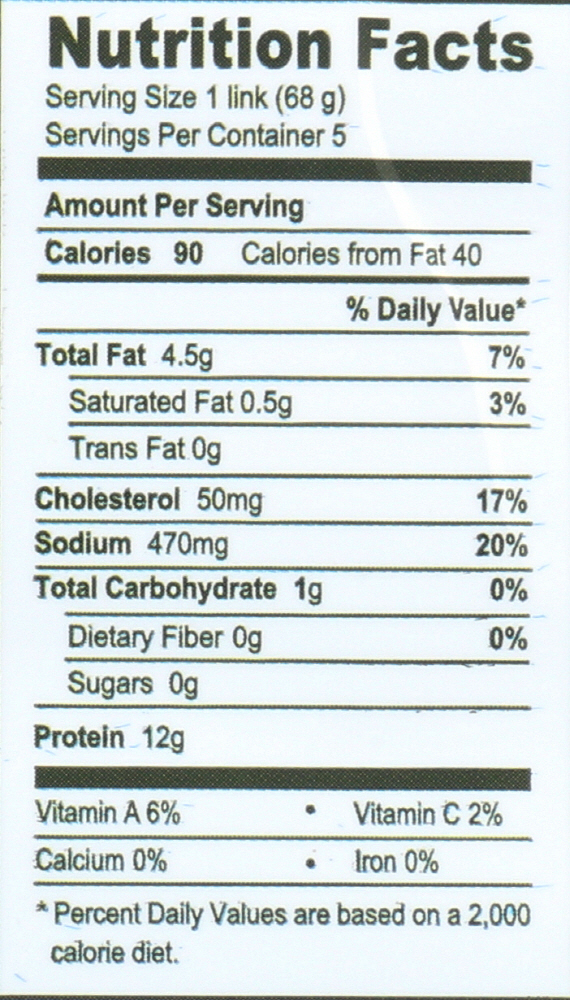 Nutrition Facts
Serving Size 1 link (68 g)
Servings Per Container 5
Amount Per Serving
Calories 90 Calories from Fat 40
% Daily Value*
Total Fat 4.5g 7%
Saturated Fat 0.5g 3%
Trans Fat 0g
Cholesterol 50mg 17%
Sodium 470mg 20%
Total Carbohydrate 1g 0%
Dietary Fiber 0g 0%
Sugars 0g
Protein 12g
Vitamin A 6% • Vitamin C 2%
Calcium 0% • Iron 0%
* Percent Daily Values are based on a 2,000
calorie diet.